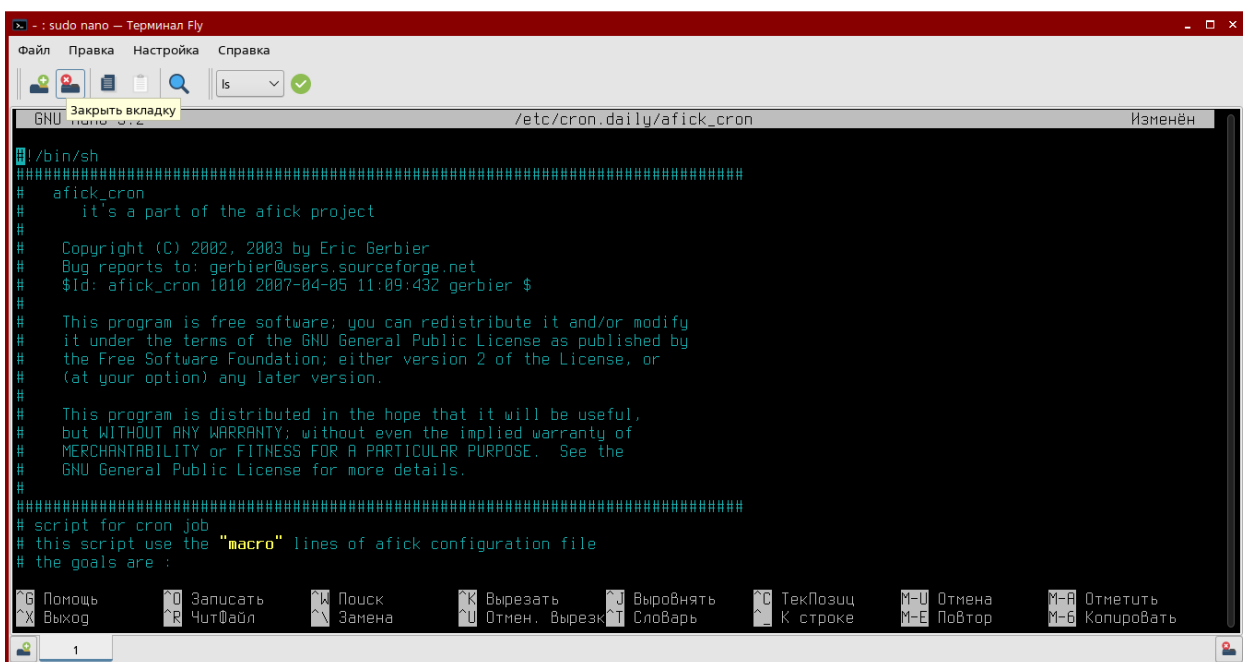 - : sudo nano — Терминал Fly
Файл Правка Настройка Справка
ls
Закрыть вкладку
GNU nano 3.2 /etc/cron.daily/afick_cron Изменён
#!/bin/sh
###############################################################################
# afick_cron
# it's a part of the afick project
#
# Copyright (C) 2002, 2003 by Eric Gerbier
# Bug reports to: gerbier@users.sourceforge.net
# $Id: afick_cron 1010 2007-04-05 11:09:43Z gerbier $
#
# This program is free software; you can redistribute it and/or modify
# it under the terms of the GNU General Public License as published by
# the Free Software Foundation; either version 2 of the License, or
# (at your option) any later version.
#
# This program is distributed in the hope that it will be useful,
# but WITHOUT ANY WARRANTY; without even the implied warranty of
# MERCHANTABILITY or FITNESS FOR A PARTICULAR PURPOSE. See the
# GNU General Public License for more details.
#
###############################################################################
# script for cron job
# this script use the "macro" lines of afick configuration file
# the goals are :
^G Помощь ^O Записать ^W Поиск ^K Вырезать ^J Выровнять ^C ТекПозиц M-U Отмена M-A Отметить
^X Выход ^R ЧитФайл ^\ Замена ^U Отмен. Вырезк ^T Словарь ^_ К строке M-E Повтор M-6 Копировать
1